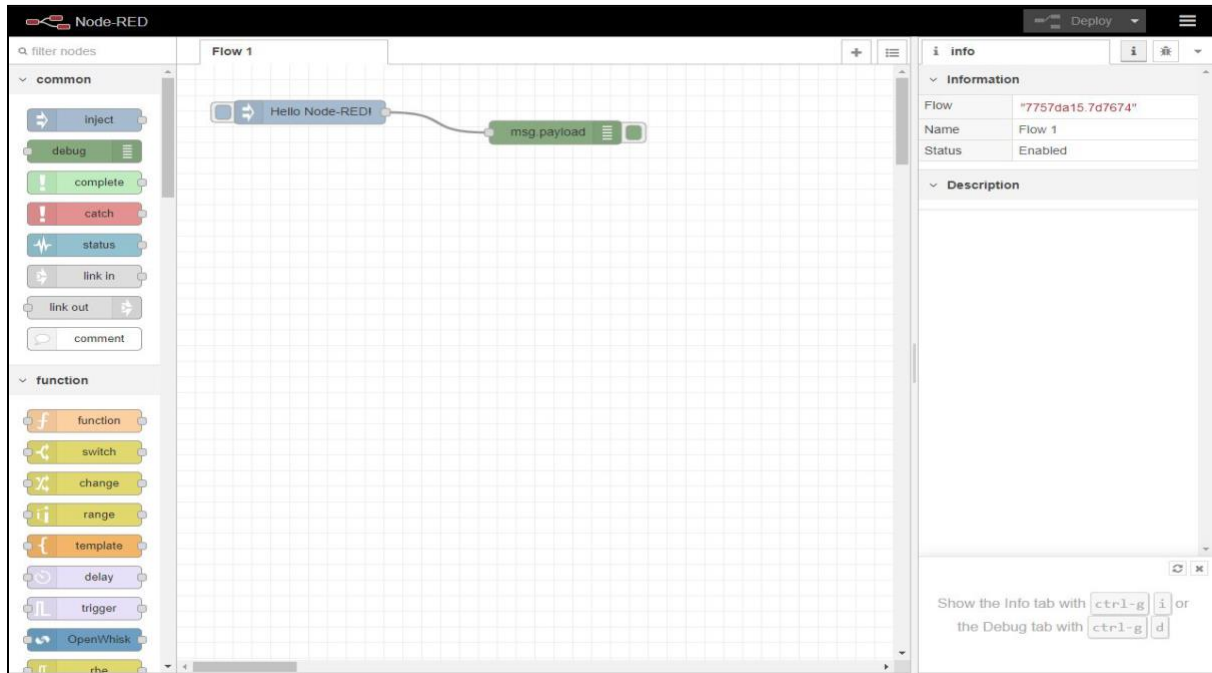 Node-RED
Deploy
filter nodes
common
inject
debug
complete
catch
status
link in
link out
comment
function
function
switch
change
range
template
delay
trigger
OpenWhisk
rbe
Flow 1
Hello Node-RED!
msg.payload
i info
i
Information
Flow "7757da15.7d7674"
Name Flow 1
Status Enabled
Description
Show the Info tab with ctrl-g i or
the Debug tab with ctrl-g d